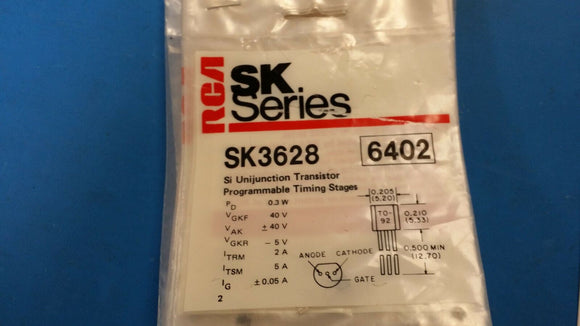 RCA
SK
Series
SK3628 6402
Si Unijunction Transistor
Programmable Timing Stages
PD 0.3 W
VGKF 40 V
VAK ± 40 V
VGKR – 5 V
ITRM 2 A
ITSM 5 A
IG ± 0.05 A
2
0.205
(5.20)
TO-
92
0.210
(5.33)
0.500 MIN
(12.70)
ANODE CATHODE
GATE